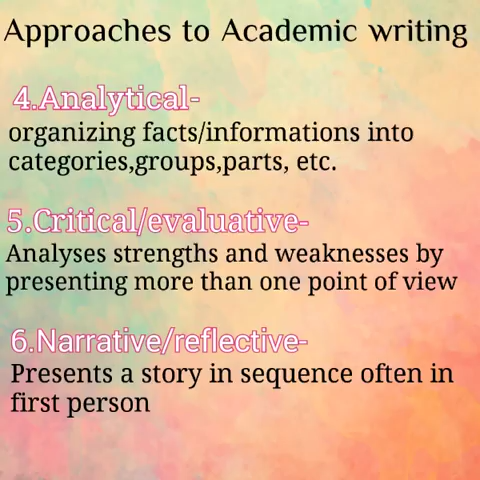 Approaches to Academic writing
4.Analytical-
organizing facts/informations into
categories,groups,parts, etc.
5.Critical/evaluative-
Analyses strengths and weaknesses by
presenting more than one point of view
6.Narrative/reflective-
Presents a story in sequence often in
first person